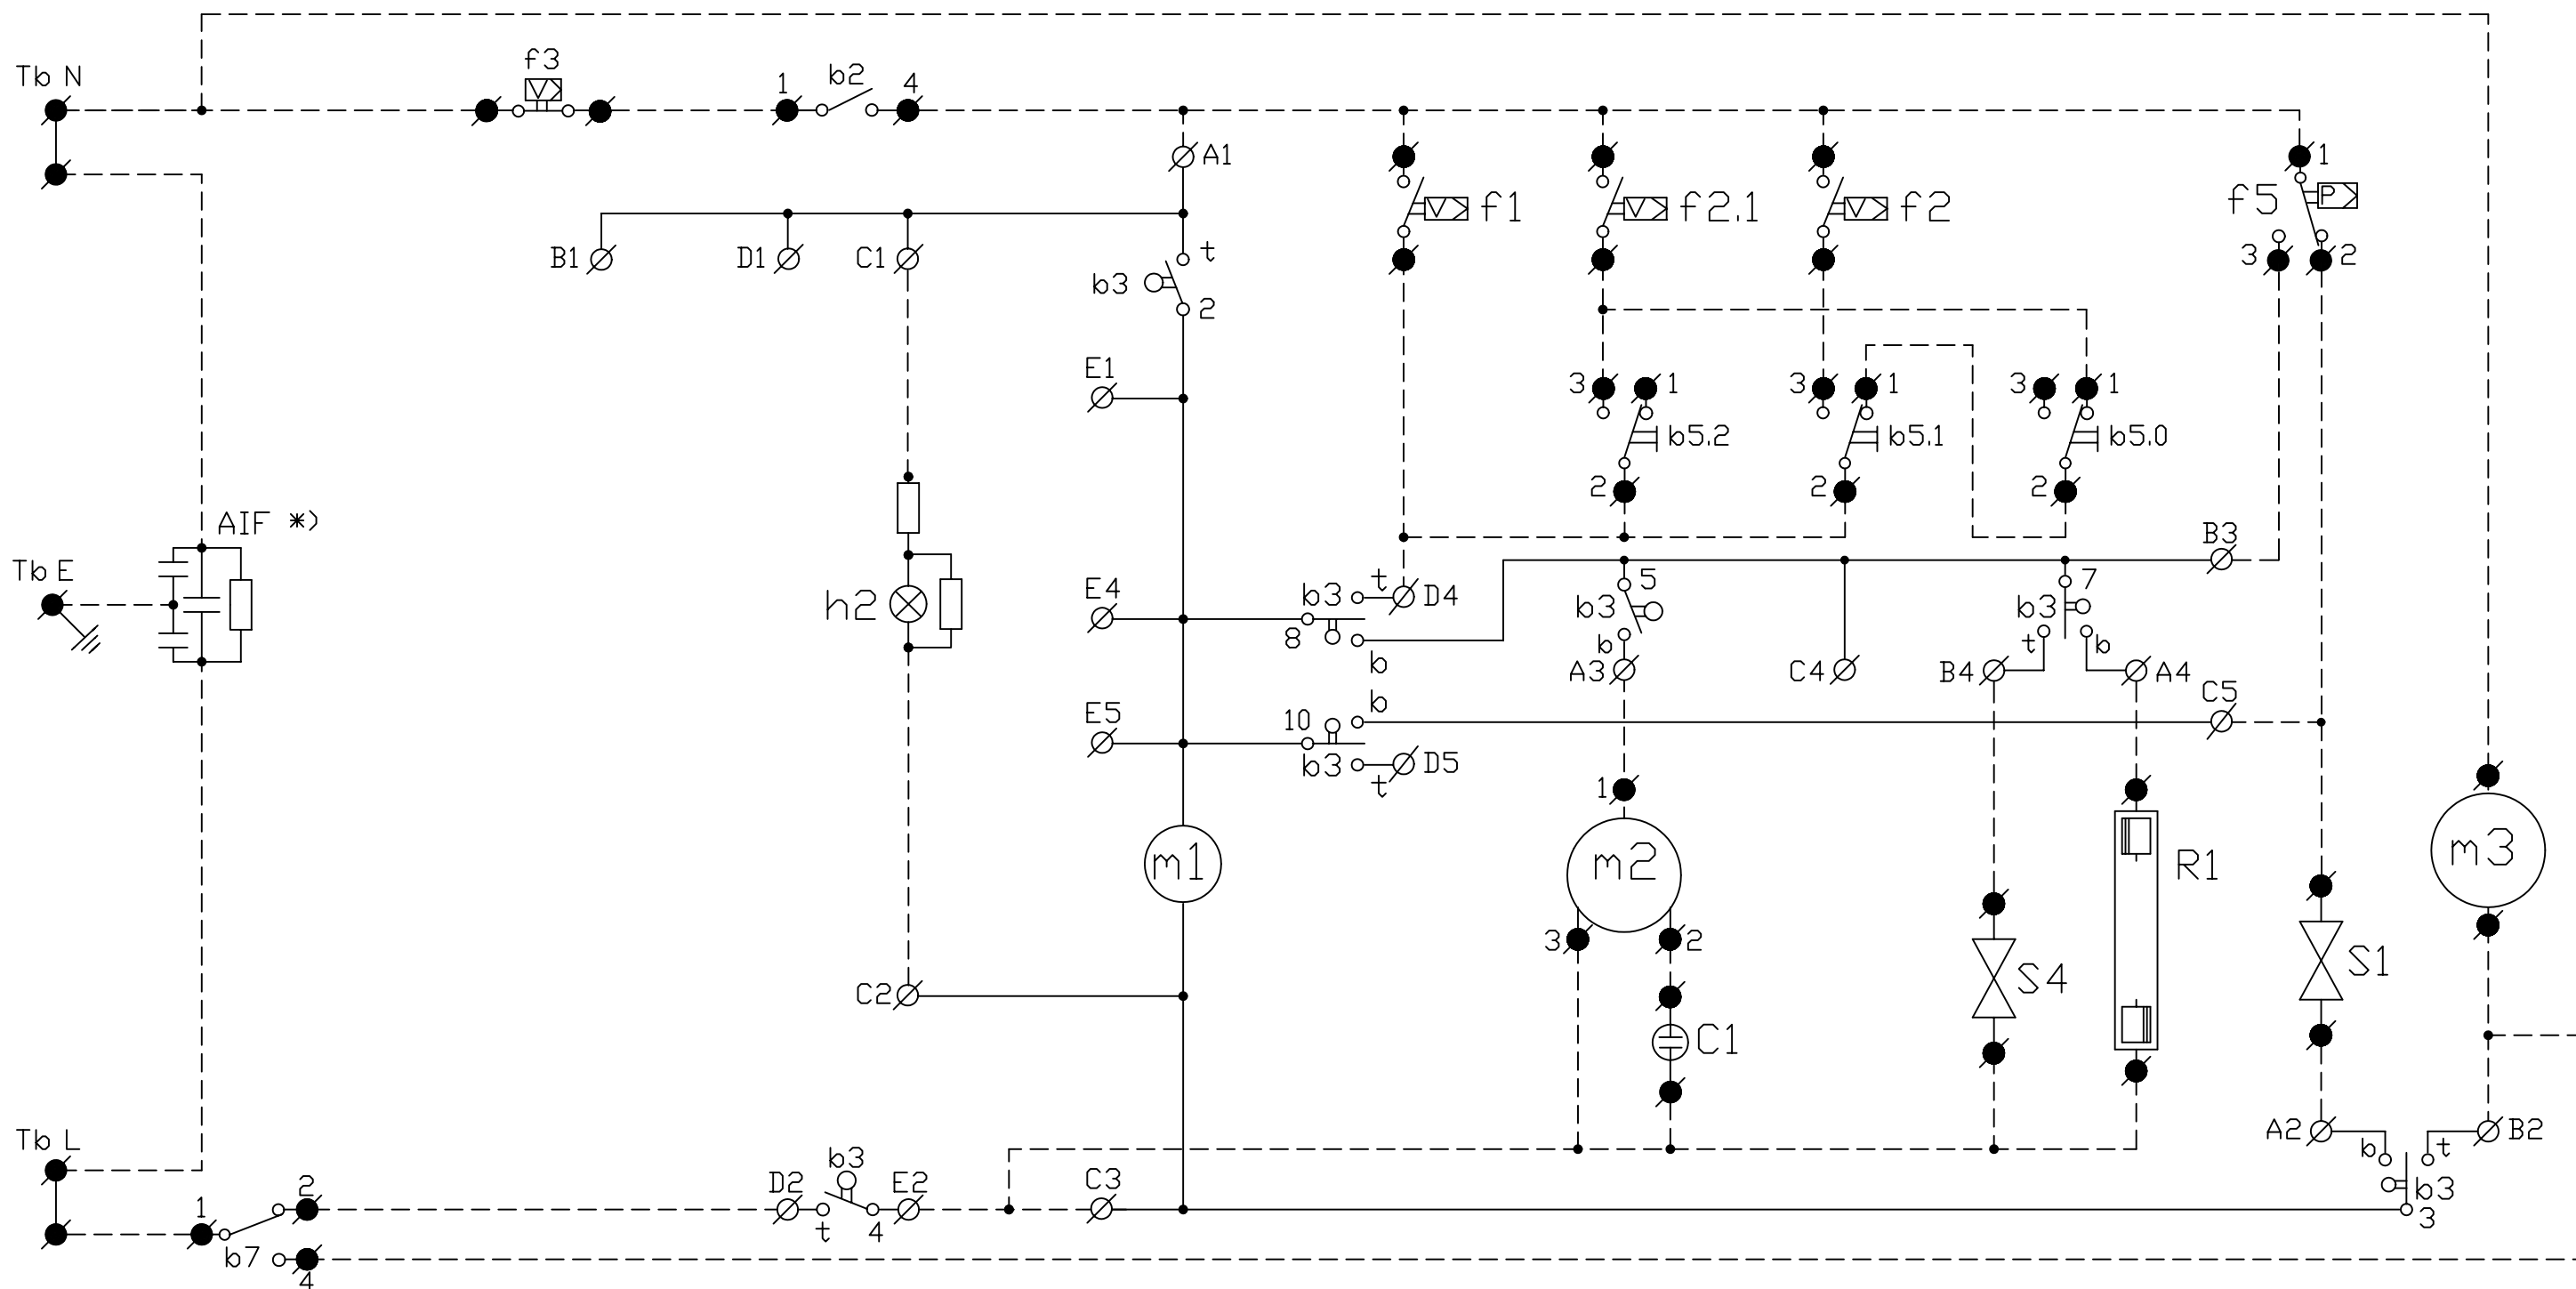 Tb N
f3
1
b2
4
A1
B1
D1
C1
t
b3
2
f1
f2.1
f2
f5
1
P
3
2
E1
3
1
b5.2
2
3
1
b5.1
2
3
1
b5.0
2
AIF *)
Tb E
h2
E4
b3
t
D4
8
b
B3
5
b3
b
A3
C4
7
b3
t
b
B4
A4
C5
E5
10
b
b3
t
D5
m1
1
m2
3
2
C1
S4
R1
S1
m3
C2
Tb L
1
2
b7
4
D2
b3
E2
t
4
C3
A2
b
t
B2
b3
3